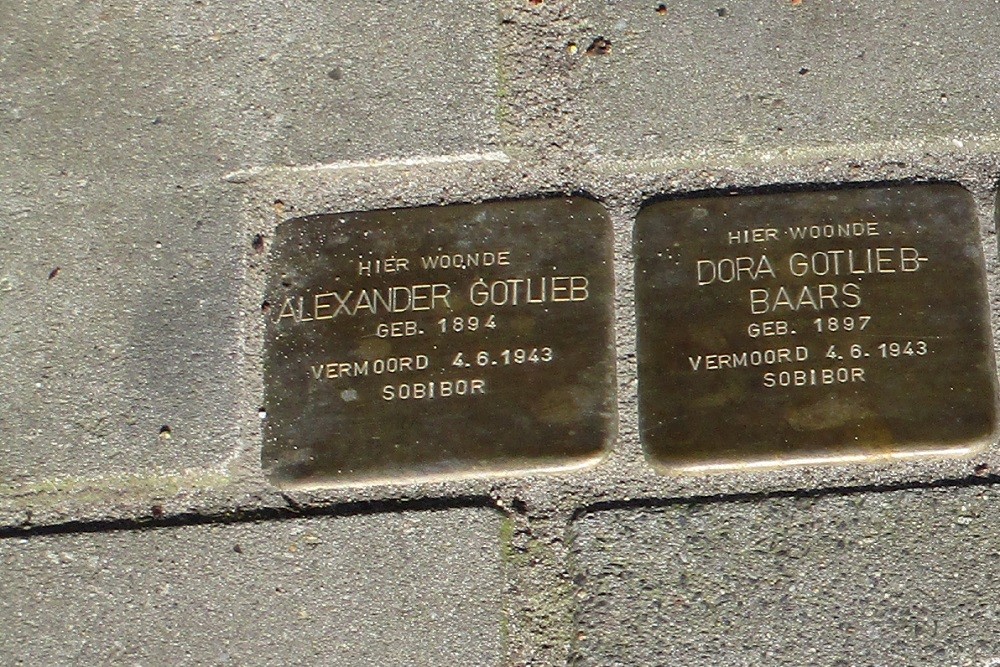 HIER WOONDE
ALEXANDER GOTLIEB
GEB. 1894
VERMOORD 4.6.1943
SOBIBOR
HIER WOONDE
DORA GOTLIEB-
BAARS
GEB. 1897
VERMOORD 4.6.1943
SOBIBOR